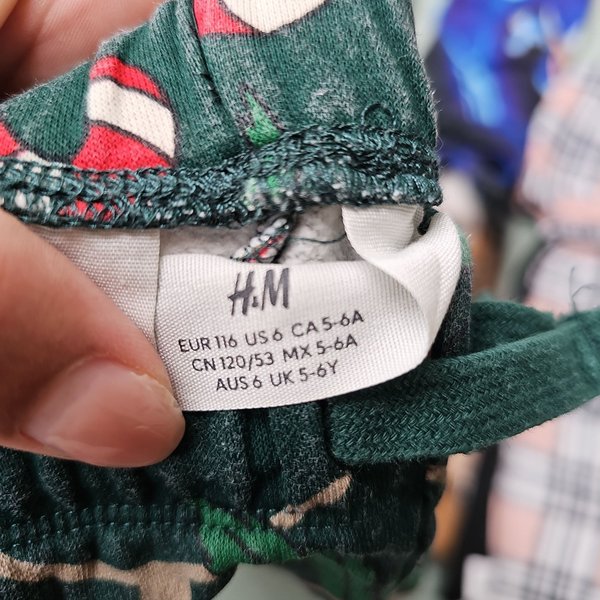 H&M
EUR 116 US 6 CA 5-6A
CN 120/53 MX 5-6A
AUS 6 UK 5-6Y